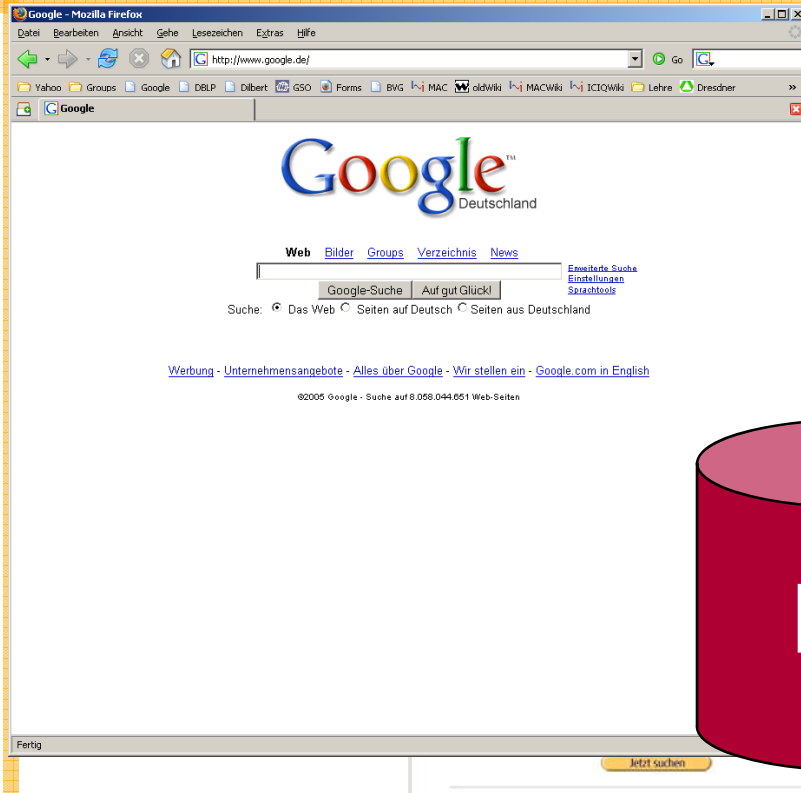 Google - Mozilla Firefox
Datei Bearbeiten Ansicht Gehe Lesezeichen Extras Hilfe
http://www.google.de/ Go G
Yahoo Groups Google DBLP Dilbert GSO Forms BVG MAC oldWiki MACWiki ICIQWiki Lehre Dresdner »
G Google
Google™
Deutschland
Web Bilder Groups Verzeichnis News
Erweiterte Suche
Einstellungen
Google-Suche Auf gut Glück! Sprachtools
Suche: Das Web Seiten auf Deutsch Seiten aus Deutschland
Werbung - Unternehmensangebote - Alles über Google - Wir stellen ein - Google.com in English
©2005 Google - Suche auf 8.058.044.651 Web-Seiten
Fertig
Jetzt suchen